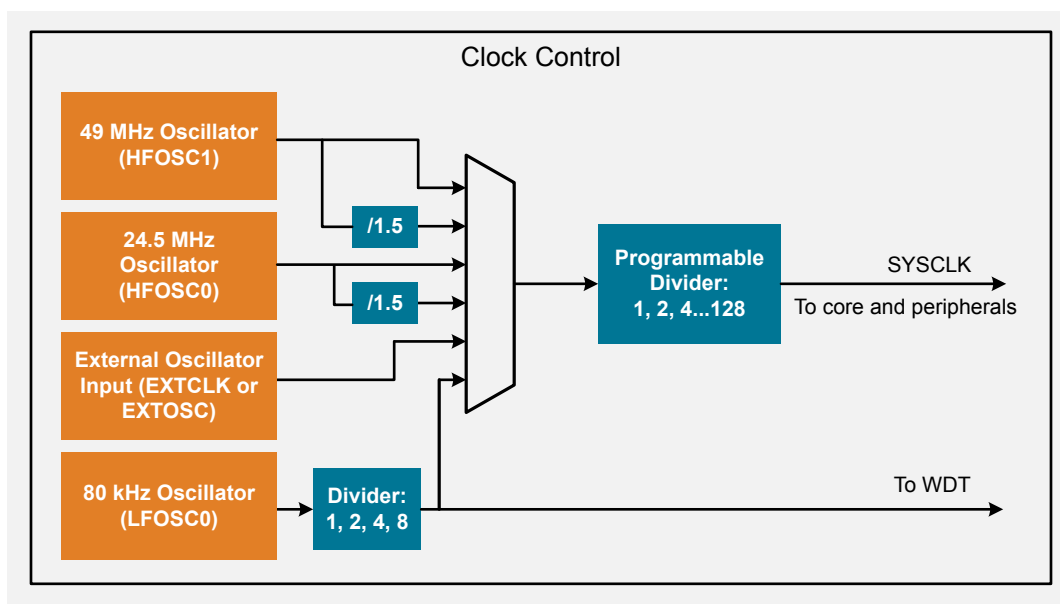 Clock Control
49 MHz Oscillator
(HFOSC1)
/1.5
24.5 MHz
Oscillator
(HFOSC0)
/1.5
External Oscillator
Input (EXTCLK or
EXTOSC)
80 kHz Oscillator
(LFOSC0)
Divider:
1, 2, 4, 8
Programmable
Divider:
1, 2, 4...128
SYSCLK
To core and peripherals
To WDT